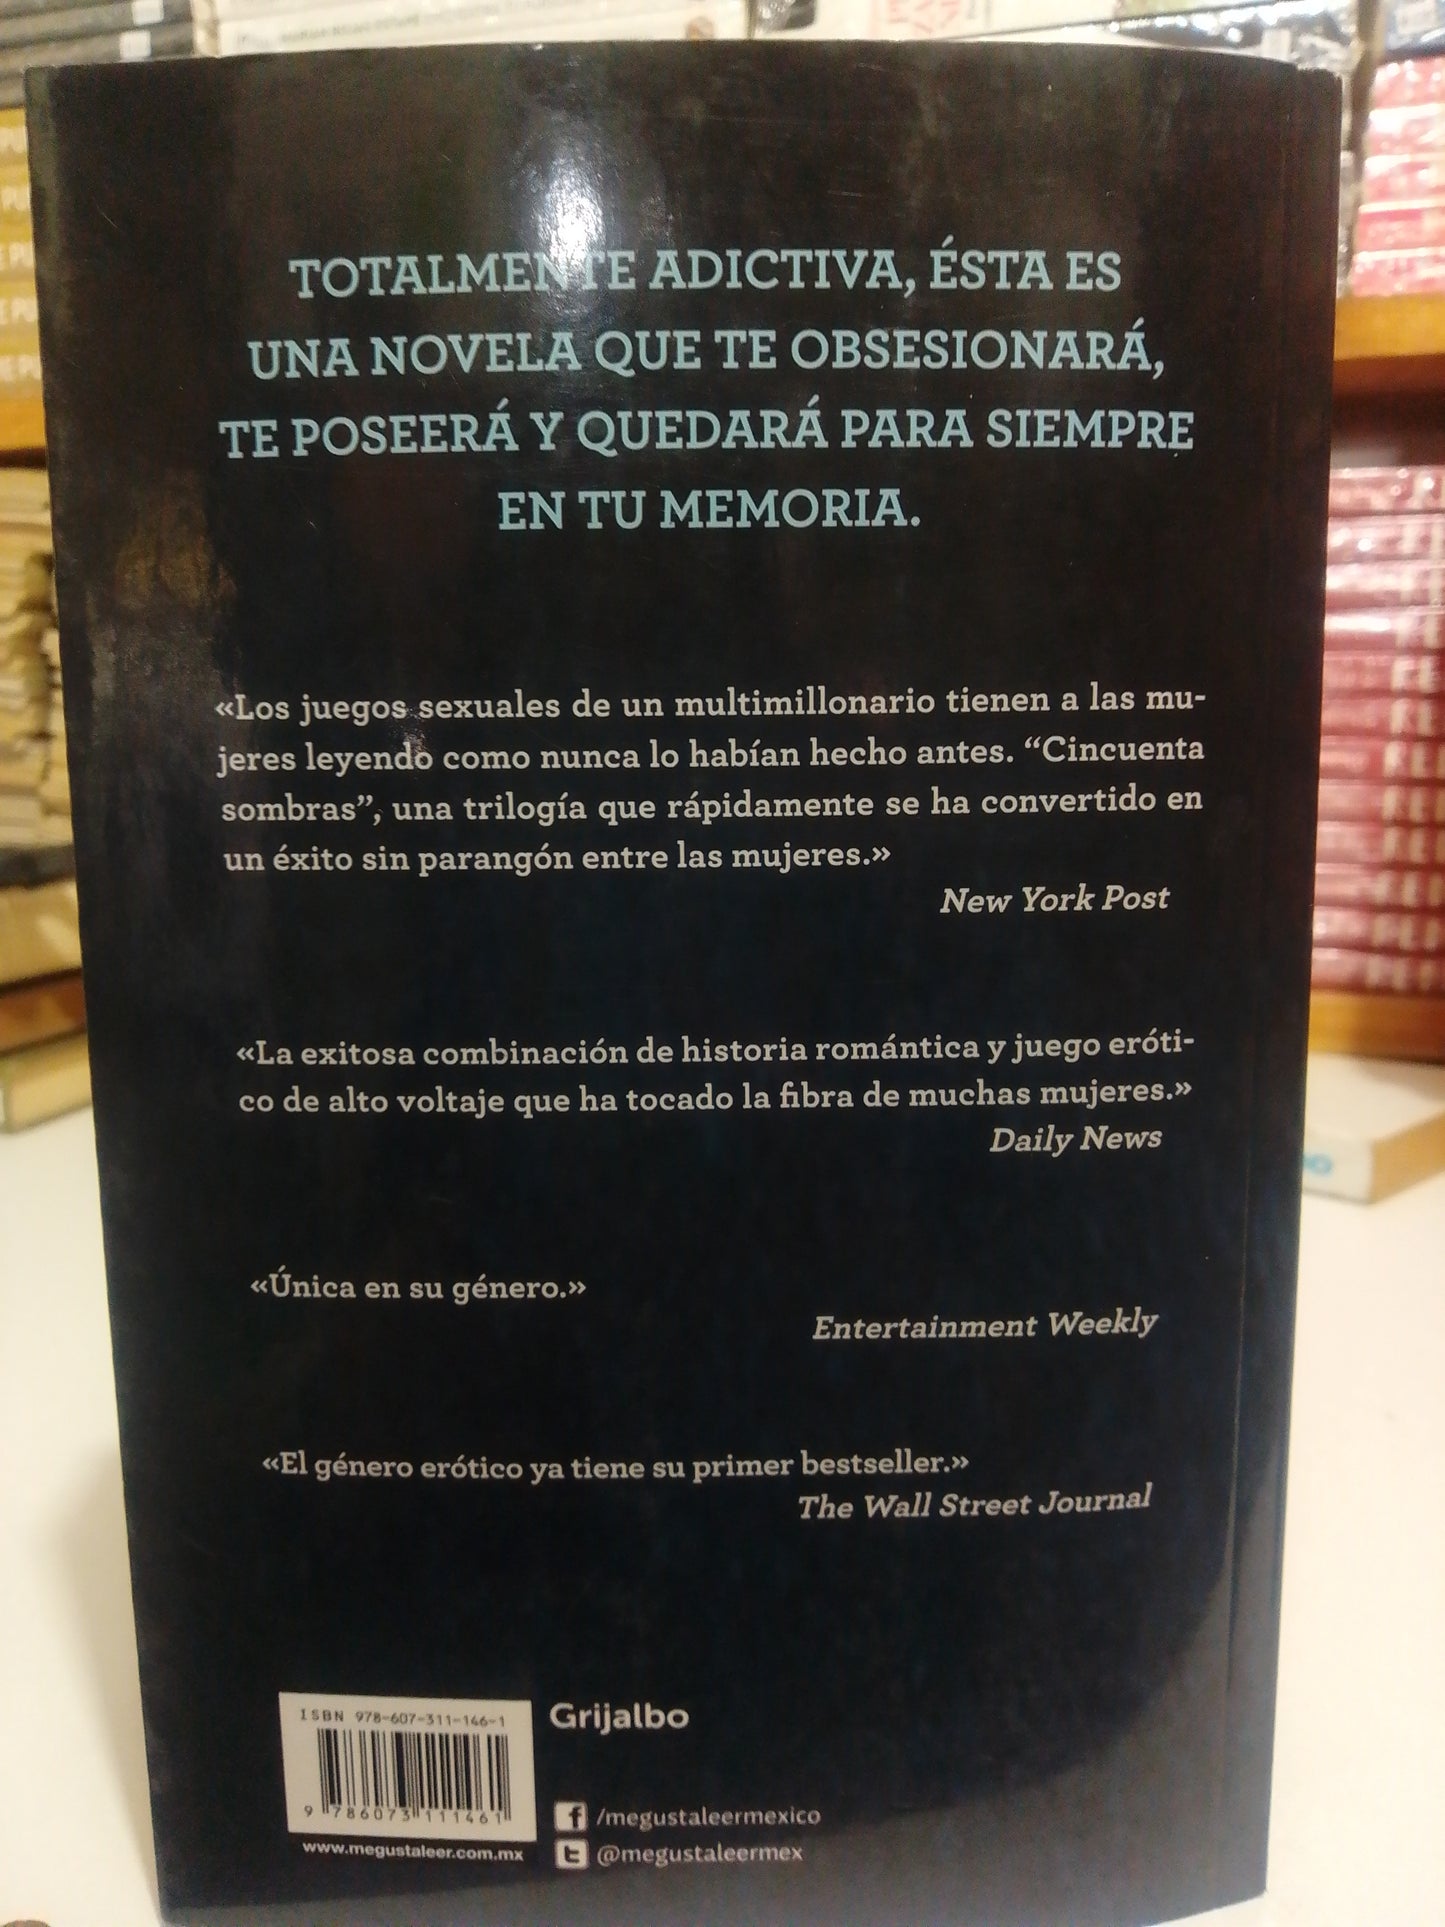 TOTALMENTE ADICTIVA, ÉSTA ES
UNA NOVELA QUE TE OBSESIONARÁ,
TE POSEERÁ Y QUEDARÁ PARA SIEMPRE
EN TU MEMORIA.
«Los juegos sexuales de un multimillonario tienen a las mu-
jeres leyendo como nunca lo habían hecho antes. “Cincuenta
sombras”, una trilogía que rápidamente se ha convertido en
un éxito sin parangón entre las mujeres.»
New York Post
«La exitosa combinación de historia romántica y juego eróti-
co de alto voltaje que ha tocado la fibra de muchas mujeres.»
Daily News
«Única en su género.»
Entertainment Weekly
«El género erótico ya tiene su primer bestseller.»
The Wall Street Journal
ISBN 978-607-311-146-1
9 786073 111461
www.megustaleer.com.mx
Grijalbo
/megustaleermexico
@megustaleermex